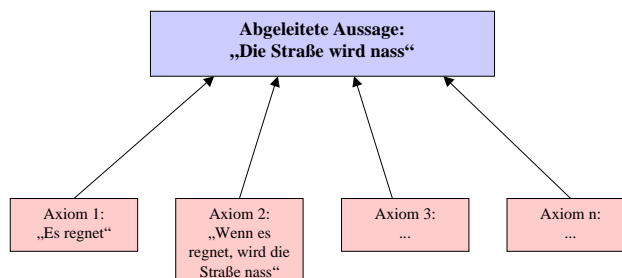 Abgeleitete Aussage:
„Die Straße wird nass“
Axiom 1:
„Es regnet“
Axiom 2:
„Wenn es
regnet, wird die
Straße nass“
Axiom 3:
...
Axiom n:
...